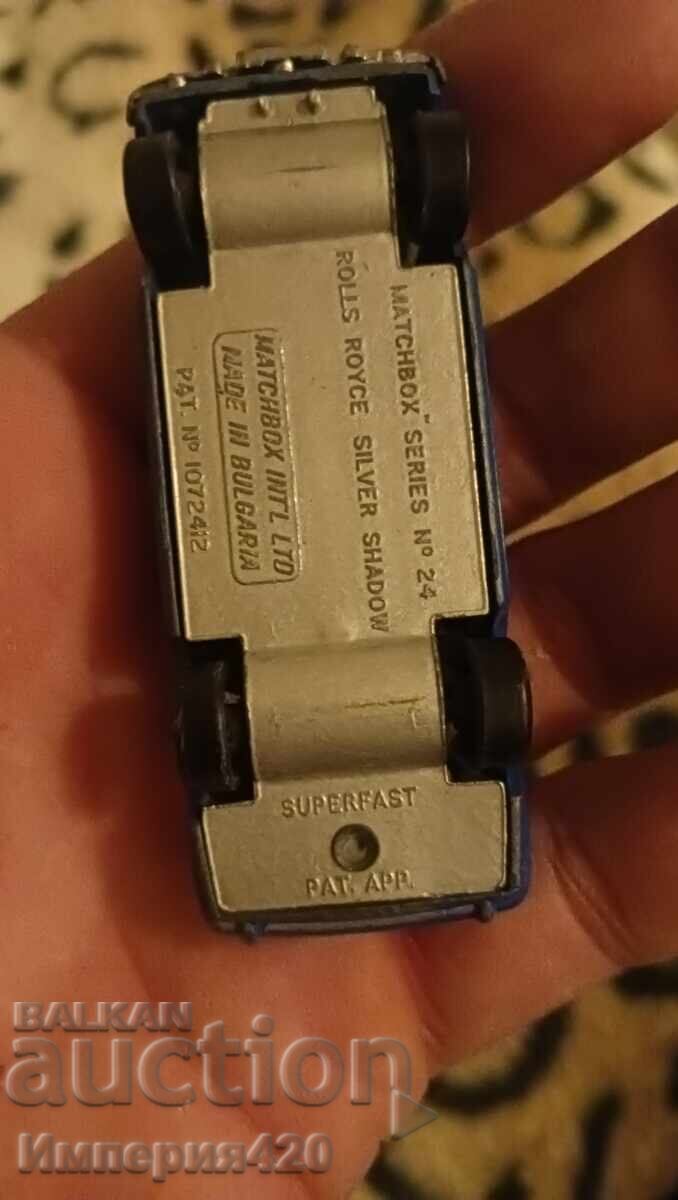 MATCHBOX™ SERIES Nº 24
ROLLS ROYCE SILVER SHADOW
MATCHBOX INT'L LTD
MADE IN BULGARIA
PAT. Nº 1072412
SUPERFAST
PAT. APP.
BALKAN
auction
Империя420